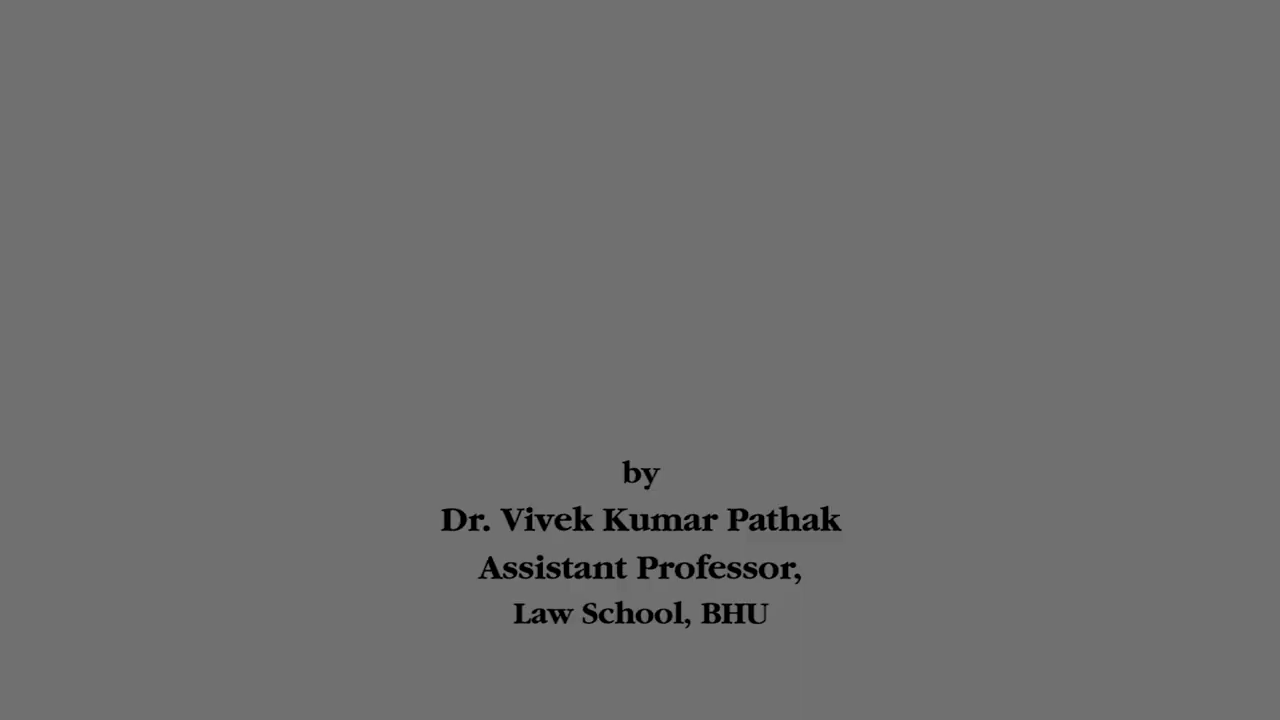 by
Dr. Vivek Kumar Pathak
Assistant Professor,
Law School, BHU